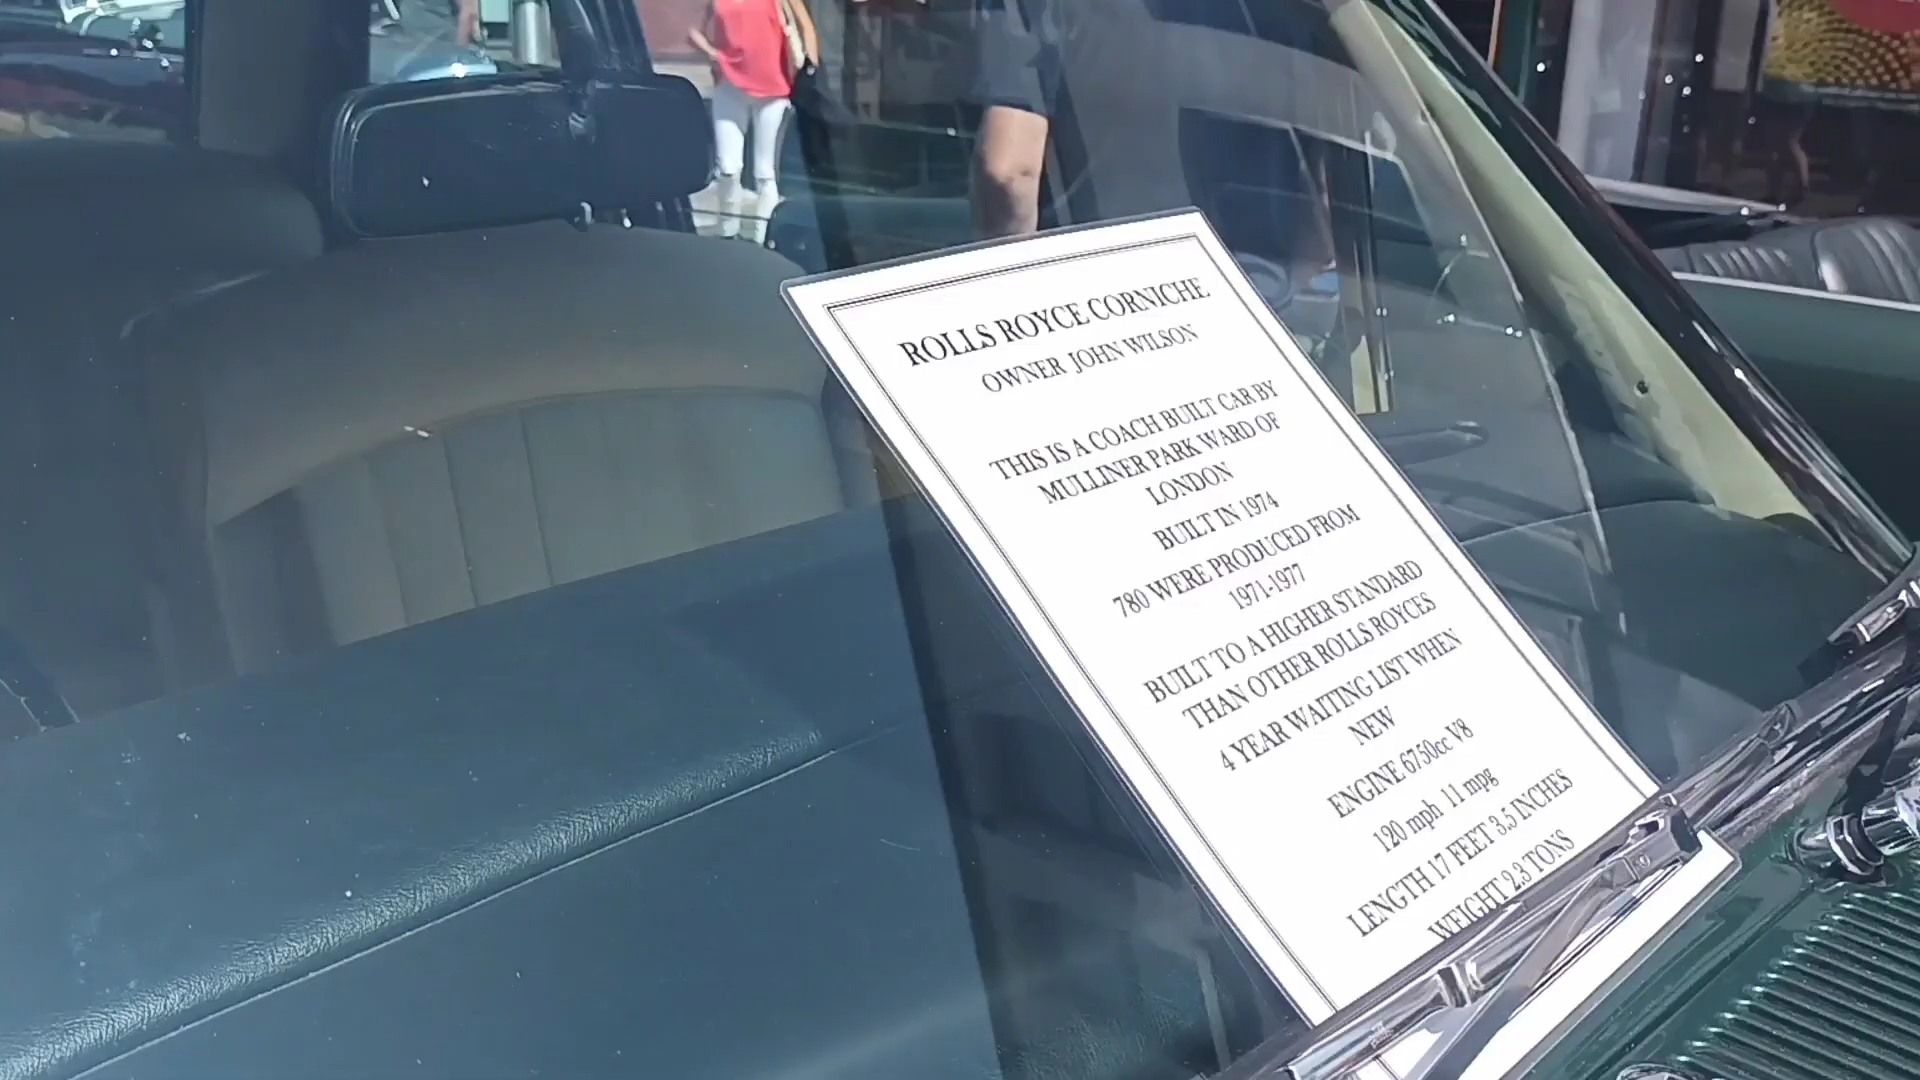 ROLLS ROYCE CORNICHE
OWNER JOHN WILSON
THIS IS A COACH BUILT CAR BY
MULLINER PARK WARD OF
LONDON
BUILT IN 1974
780 WERE PRODUCED FROM
1971-1977
BUILT TO A HIGHER STANDARD
THAN OTHER ROLLS ROYCES
4 YEAR WAITING LIST WHEN
NEW
ENGINE 6750cc V8
120 mph 11 mpg
LENGTH 17 FEET 3.5 INCHES
WEIGHT 2.3 TONS